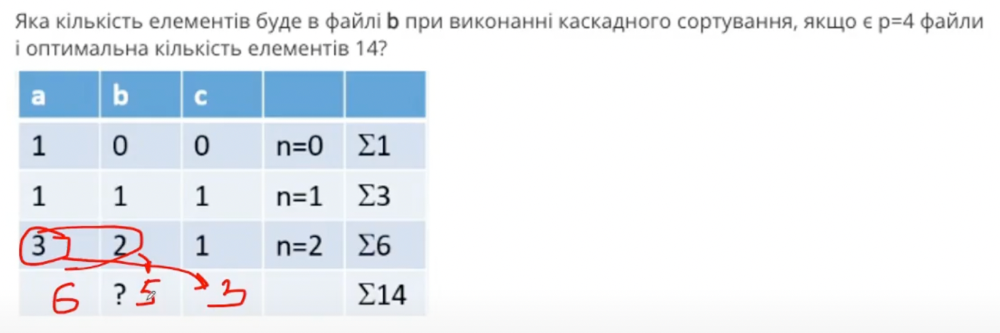 Яка кількість елементів буде в файлі b при виконанні каскадного сортування, якщо є p=4 файли
і оптимальна кількість елементів 14?
a b c
1 0 0 n=0 Σ1
1 1 1 n=1 Σ3
3 2 1 n=2 Σ6
6 ? 5 3 Σ14